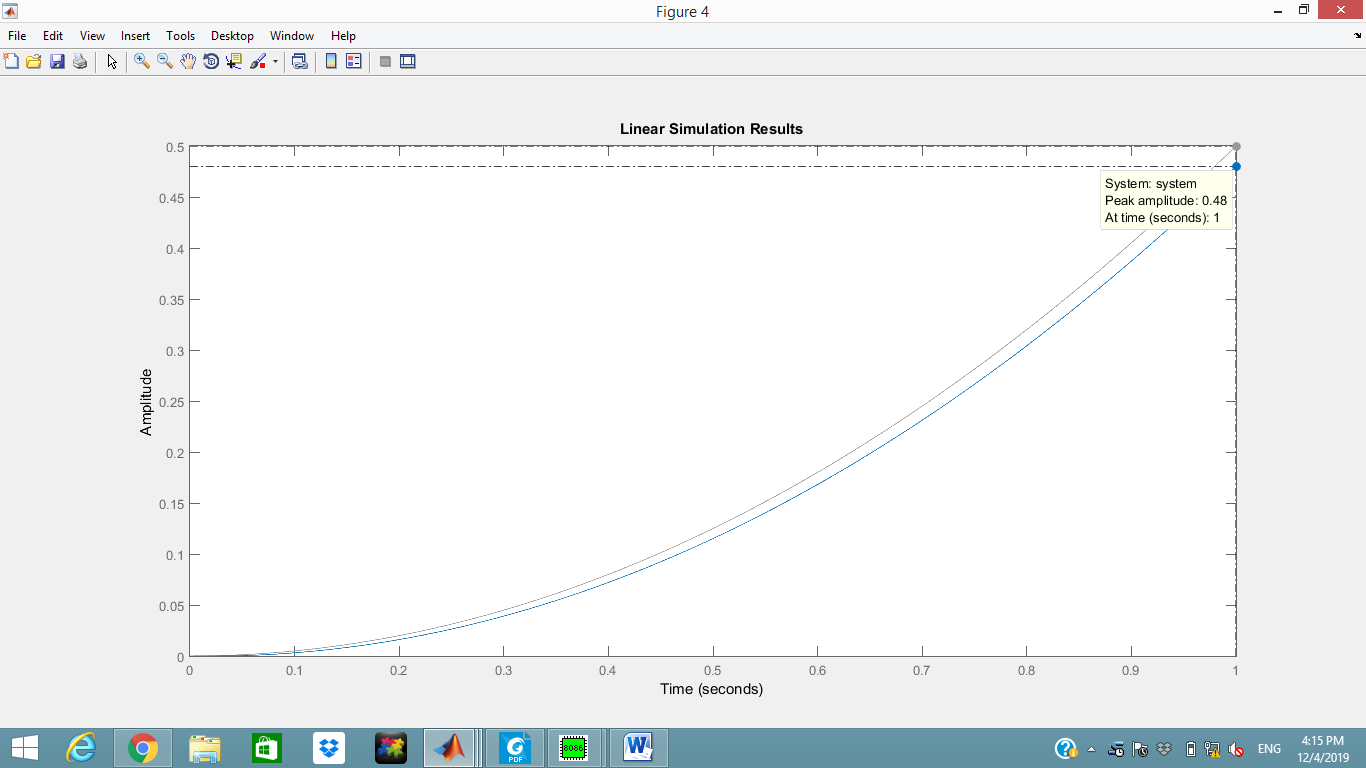 Figure 4
File Edit View Insert Tools Desktop Window Help
Linear Simulation Results
0.5
0.45
0.4
0.35
0.3
0.25
0.2
0.15
0.1
0.05
0
Amplitude
System: system
Peak amplitude: 0.48
At time (seconds): 1
0 0.1 0.2 0.3 0.4 0.5 0.6 0.7 0.8 0.9 1
Time (seconds)
PDF
8086
ENG
4:15 PM
12/4/2019